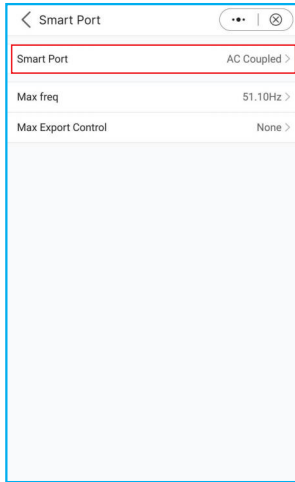 Smart Port
Smart Port AC Coupled
Max freq 51.10Hz
Max Export Control None